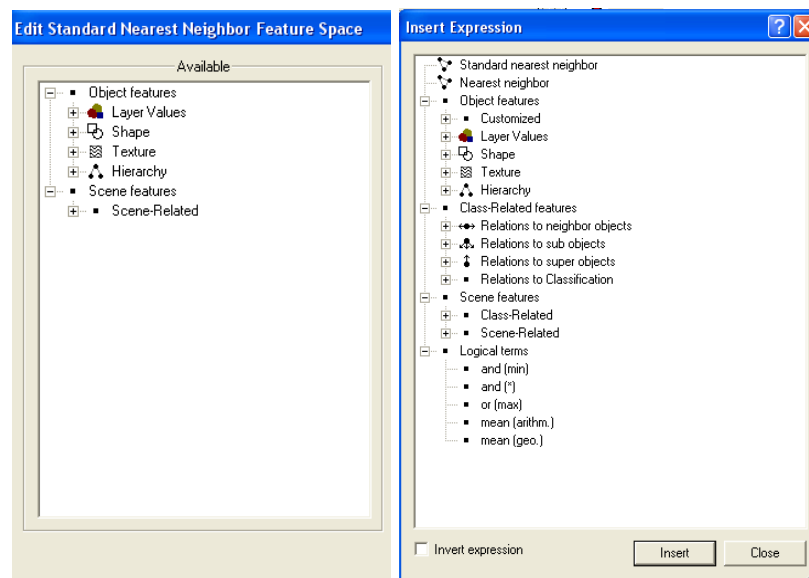 Edit Standard Nearest Neighbor Feature Space
Available
Object features
Layer Values
Shape
Texture
Hierarchy
Scene features
Scene-Related
Insert Expression
Standard nearest neighbor
Nearest neighbor
Object features
Customized
Layer Values
Shape
Texture
Hierarchy
Class-Related features
Relations to neighbor objects
Relations to sub objects
Relations to super objects
Relations to Classification
Scene features
Class-Related
Scene-Related
Logical terms
and (min)
and (*)
or (max)
mean (arithm.)
mean (geo.)
Invert expression
Insert
Close